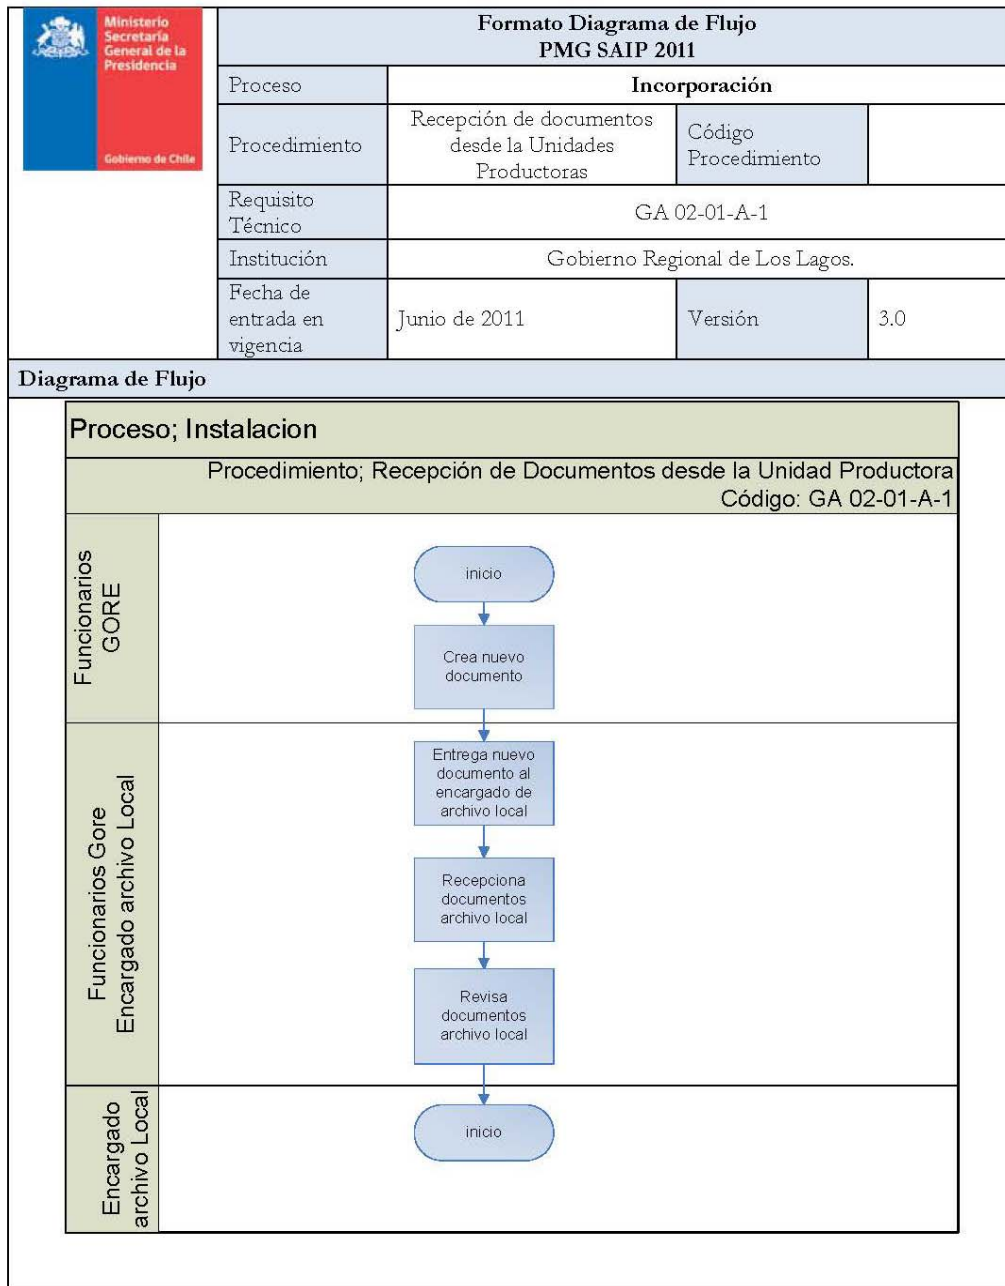 Ministerio
Secretaría
General de la
Presidencia
Gobierno de Chile
Formato Diagrama de Flujo
PMG SAIP 2011
Proceso
Incorporación
Procedimiento
Recepción de documentos
desde la Unidades
Productoras
Código
Procedimiento
Requisito
Técnico
GA 02-01-A-1
Institución
Gobierno Regional de Los Lagos.
Fecha de
entrada en
vigencia
Junio de 2011
Versión
3.0
Diagrama de Flujo
Proceso; Instalacion
Procedimiento; Recepción de Documentos desde la Unidad Productora
Código: GA 02-01-A-1
Funcionarios
GORE
inicio
Crea nuevo
documento
Funcionarios Gore
Encargado archivo Local
Entrega nuevo
documento al
encargado de
archivo local
Recepciona
documentos
archivo local
Revisa
documentos
archivo local
Encargado
archivo Local
inicio